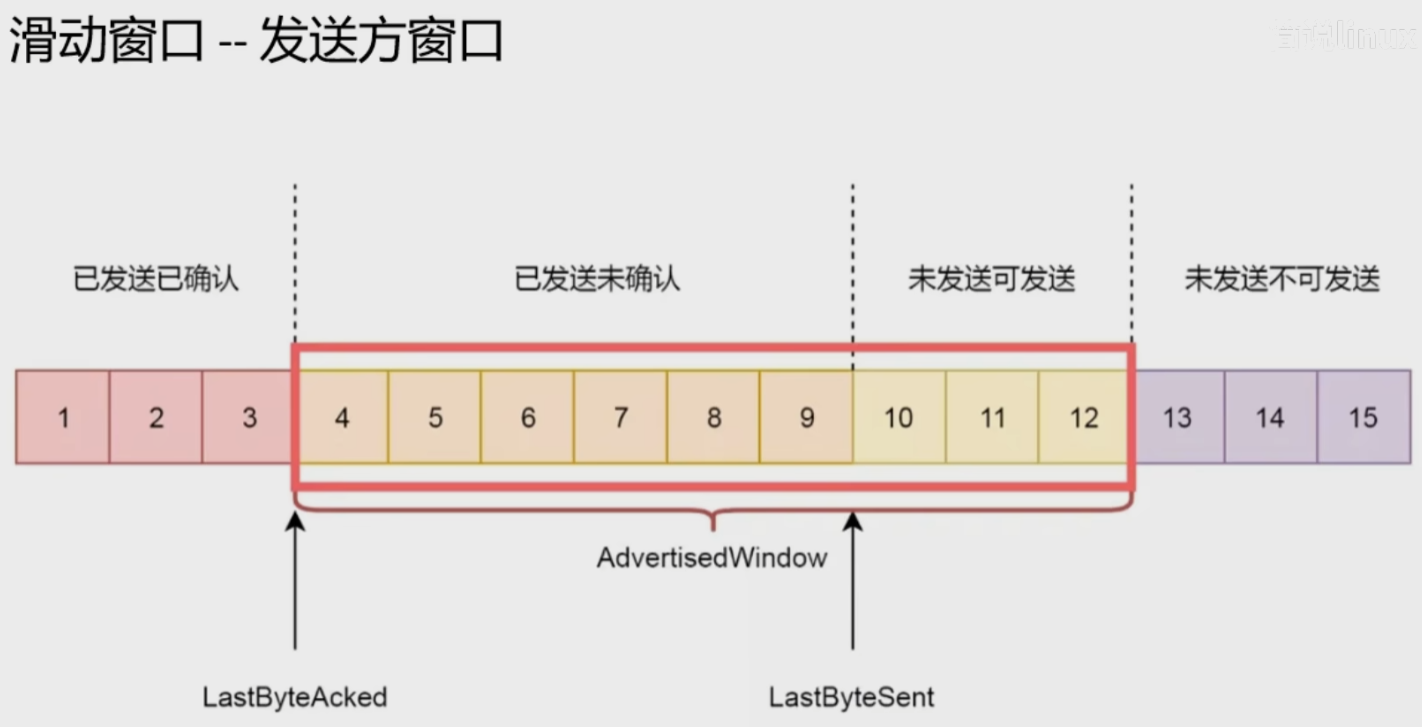 滑动窗口 -- 发送方窗口
已发送已确认 已发送未确认 未发送可发送 未发送不可发送
1 2 3 4 5 6 7 8 9 10 11 12 13 14 15
AdvertisedWindow
LastByteAcked LastByteSent